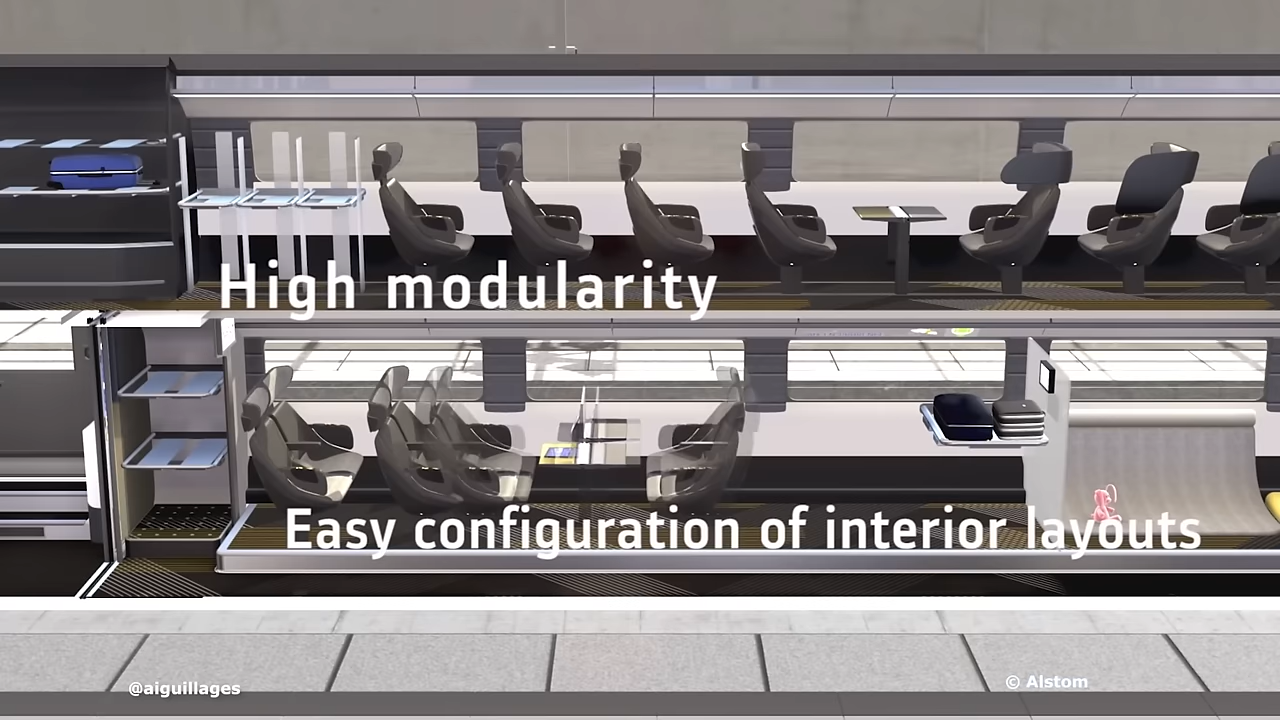 High modularity
Easy configuration of interior layouts
@aiguillages
© Alstom